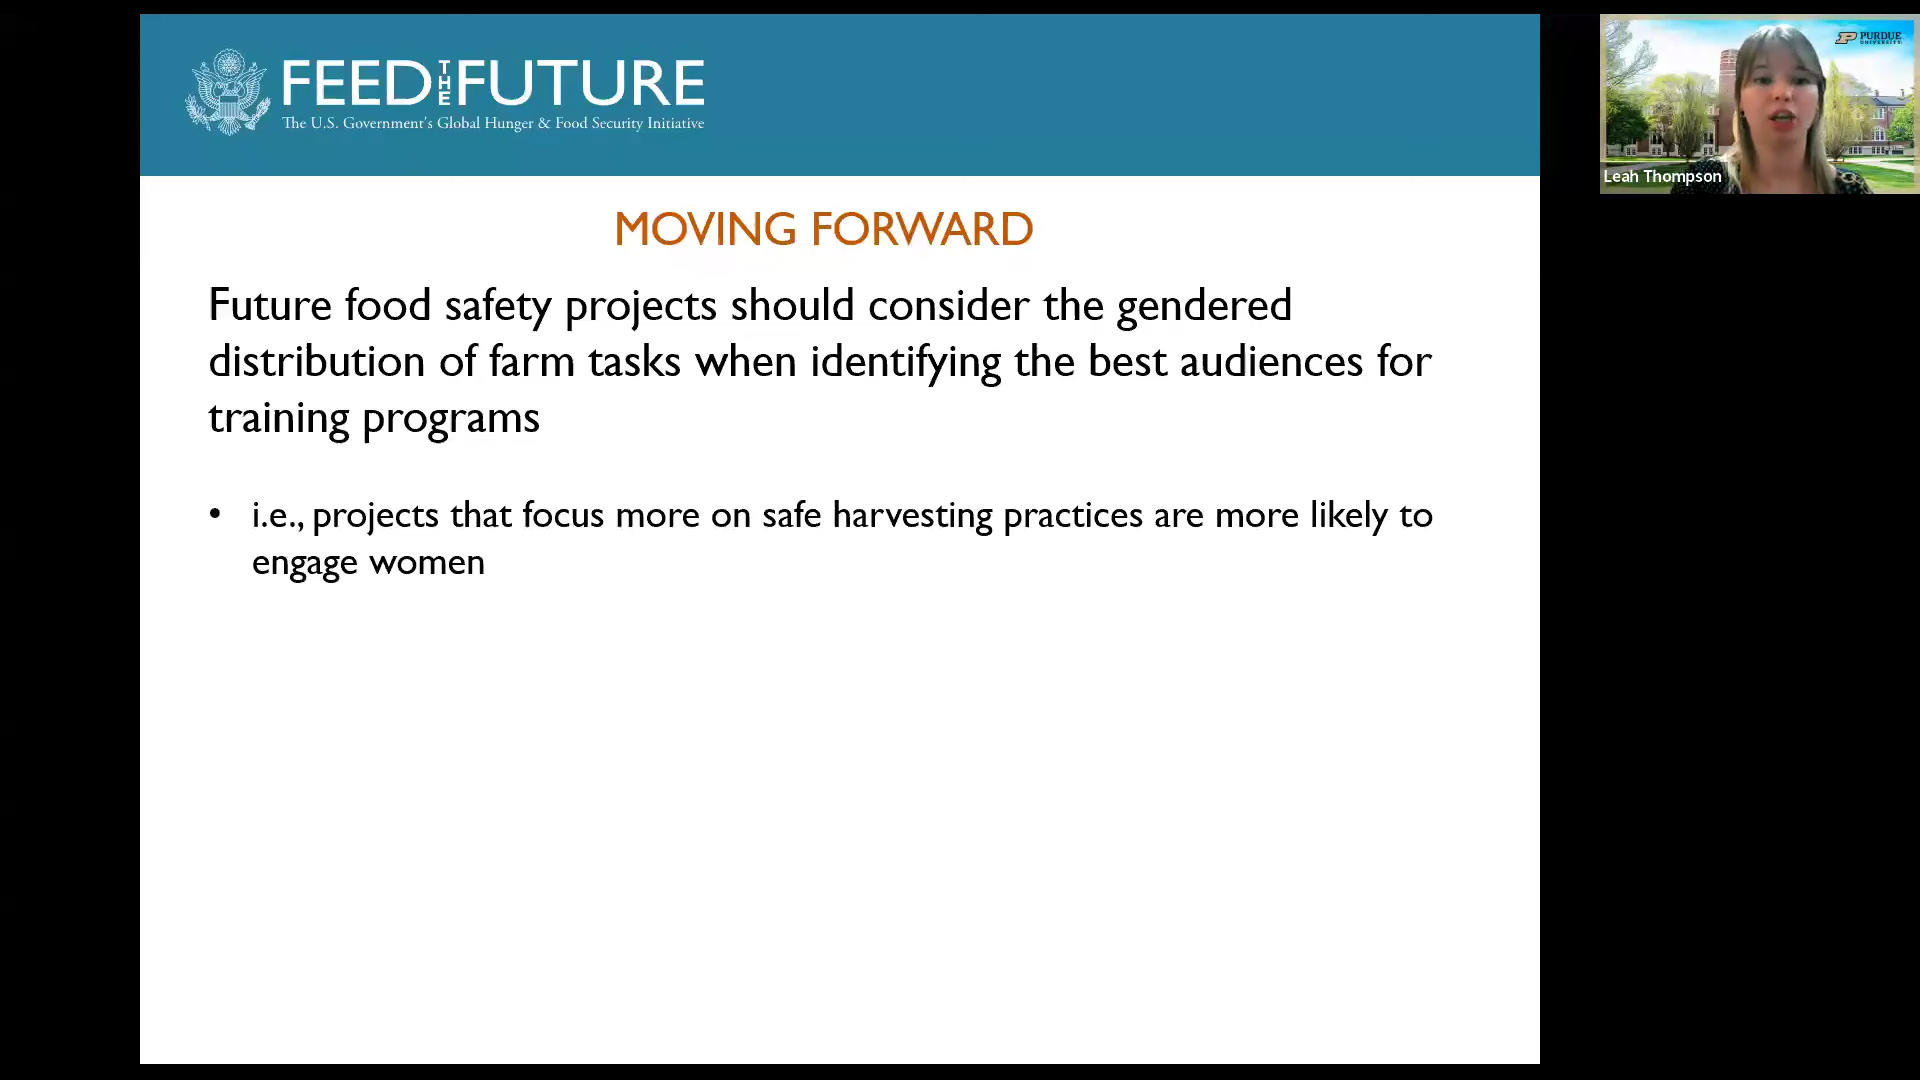 FEED THE FUTURE
The U.S. Government's Global Hunger & Food Security Initiative
PURDUE
UNIVERSITY
Leah Thompson
MOVING FORWARD
Future food safety projects should consider the gendered
distribution of farm tasks when identifying the best audiences for
training programs
• i.e., projects that focus more on safe harvesting practices are more likely to
engage women